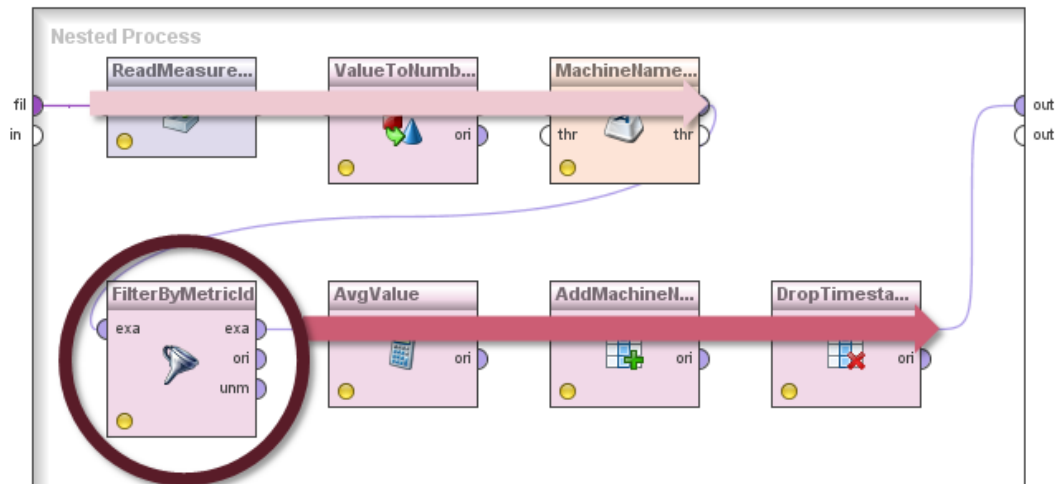 Nested Process
ReadMeasure...
ValueToNumb...
MachineName...
fil
out
in
ori
thr
thr
out
FilterByMetricId
AvgValue
AddMachineN...
DropTimesta...
exa
exa
ori
ori
ori
ori
unm